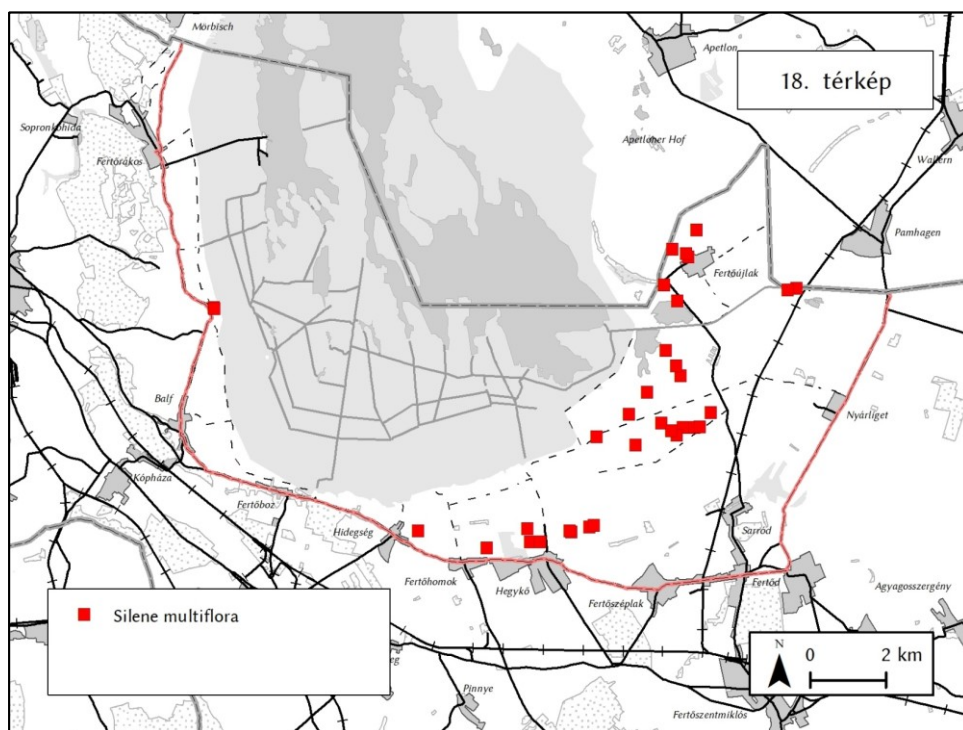 Mörbisch
Apetlon
18. térkép
Sopronkőhida
Fertőrákos
Apetloner Hof
Wallern
Pamhagen
Fertőújlak
Balf
Nyárliget
Kópháza
Fertőboz
Hidegség
Sarród
Fertőhomok
Hegykő
Fertőszéplak
Fertőd
Agyagosszergény
Silene multiflora
N
0 2 km
Pinnye
Fertőszentmiklós